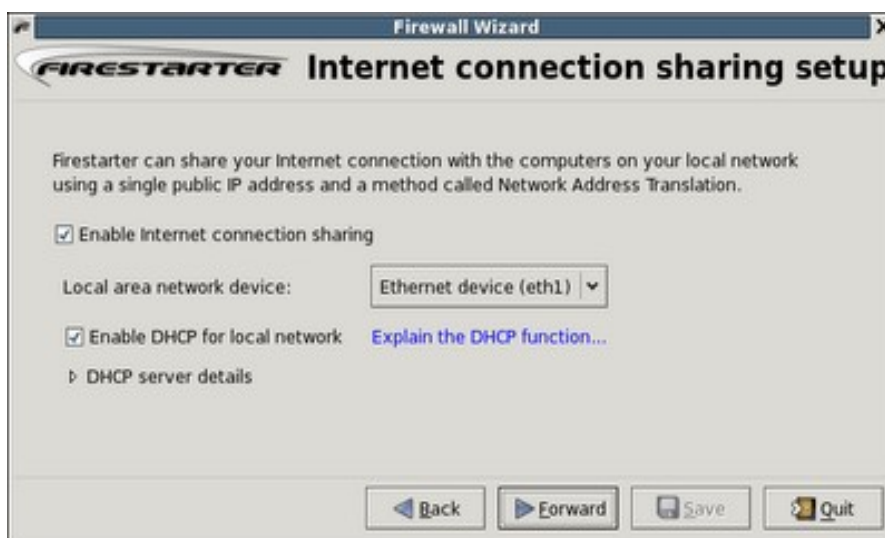 Firewall Wizard
FIRESTARTER Internet connection sharing setup
Firestarter can share your Internet connection with the computers on your local network
using a single public IP address and a method called Network Address Translation.
Enable Internet connection sharing
Local area network device: Ethernet device (eth1)
Enable DHCP for local network Explain the DHCP function...
DHCP server details
Back Forward Save Quit